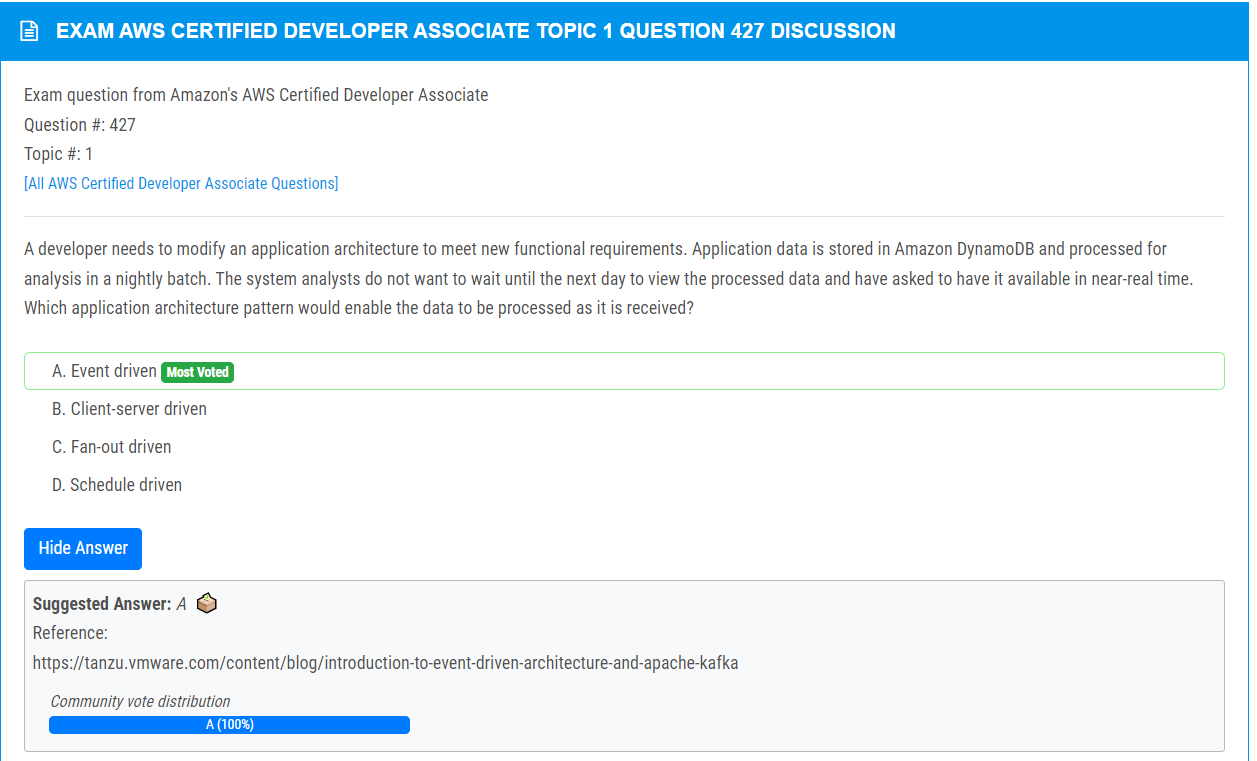 EXAM AWS CERTIFIED DEVELOPER ASSOCIATE TOPIC 1 QUESTION 427 DISCUSSION
Exam question from Amazon's AWS Certified Developer Associate
Question #: 427
Topic #: 1
[All AWS Certified Developer Associate Questions]
A developer needs to modify an application architecture to meet new functional requirements. Application data is stored in Amazon DynamoDB and processed for
analysis in a nightly batch. The system analysts do not want to wait until the next day to view the processed data and have asked to have it available in near-real time.
Which application architecture pattern would enable the data to be processed as it is received?
A. Event driven Most Voted
B. Client-server driven
C. Fan-out driven
D. Schedule driven
Hide Answer
Suggested Answer: A
Reference:
https://tanzu.vmware.com/content/blog/introduction-to-event-driven-architecture-and-apache-kafka
Community vote distribution
A (100%)